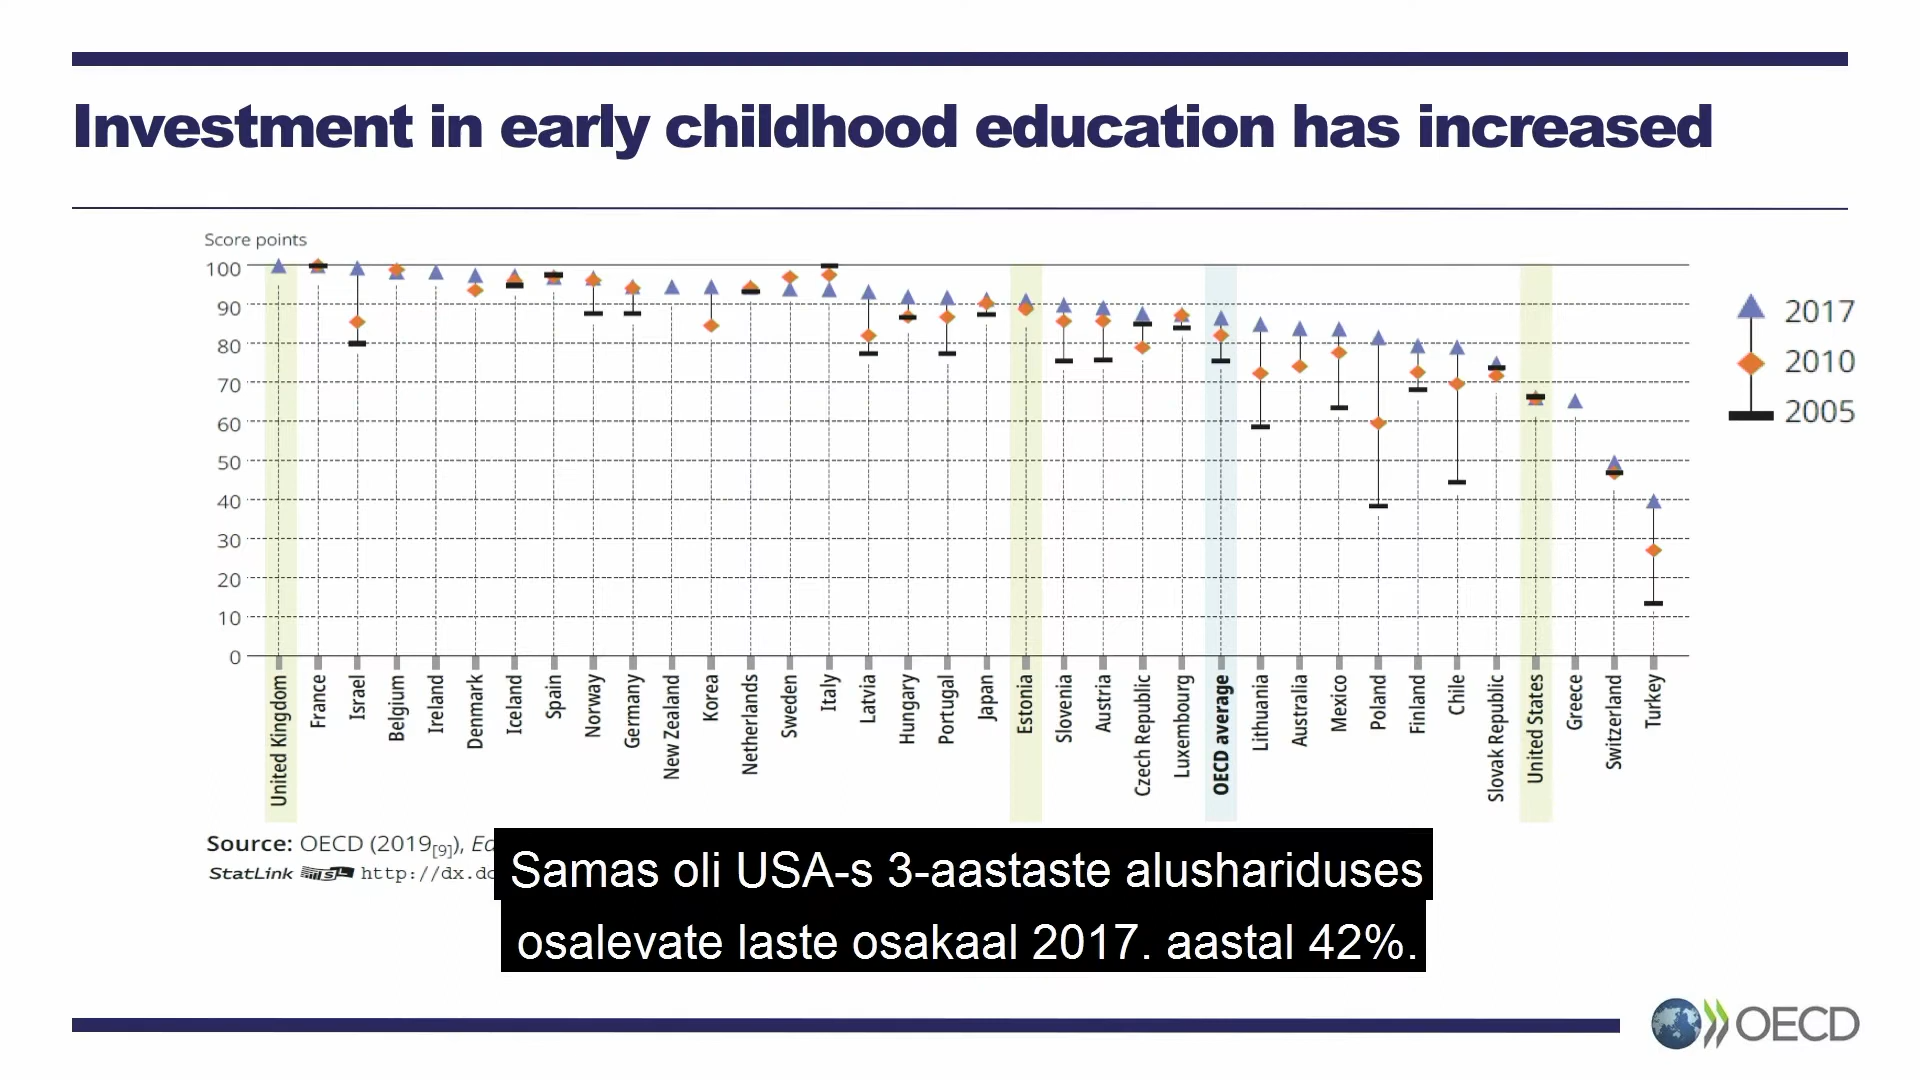 Investment in early childhood education has increased
Score points
100
90
80
70
60
50
40
30
20
10
0
2017
2010
2005
United Kingdom
France
Israel
Belgium
Ireland
Denmark
Iceland
Spain
Norway
Germany
New Zealand
Korea
Netherlands
Sweden
Italy
Latvia
Hungary
Portugal
Japan
Estonia
Slovenia
Austria
Czech Republic
Luxembourg
OECD average
Lithuania
Australia
Mexico
Poland
Finland
Chile
Slovak Republic
United States
Greece
Switzerland
Turkey
Source: OECD (2019[9]),
StatLink http://dx.
Samas oli USA-s 3-aastaste alushariduses
osalevate laste osakaal 2017. aastal 42%.
OECD